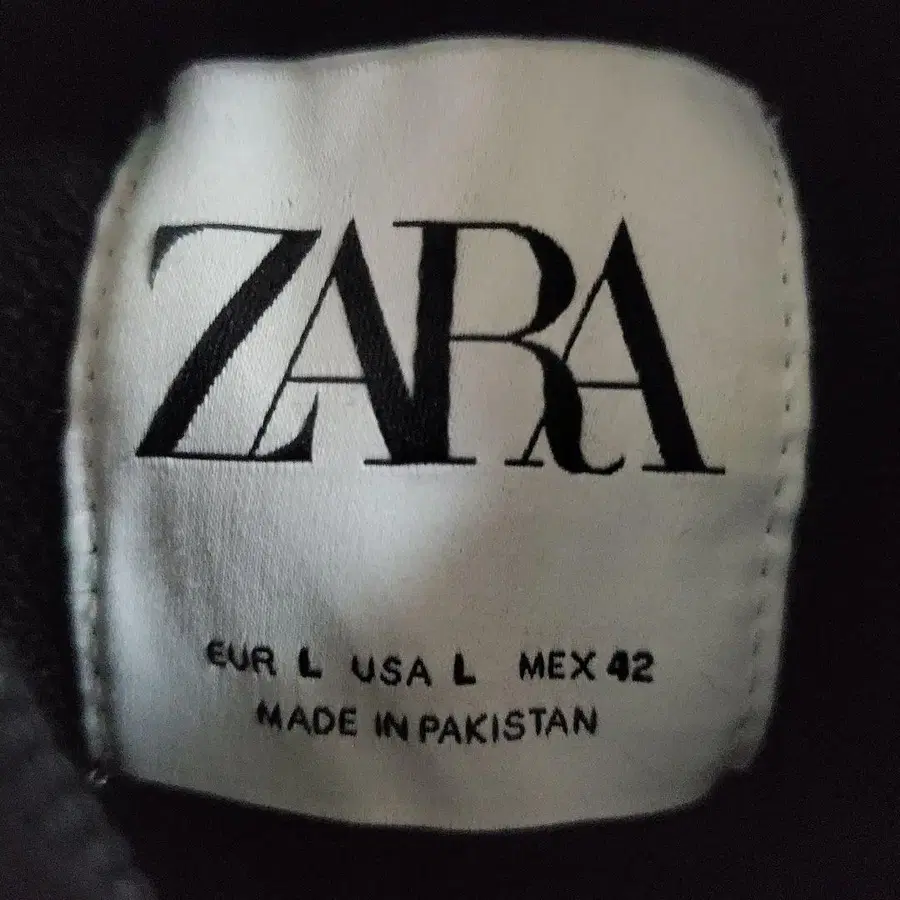 ZARA
EUR L USA L MEX 42
MADE IN PAKISTAN